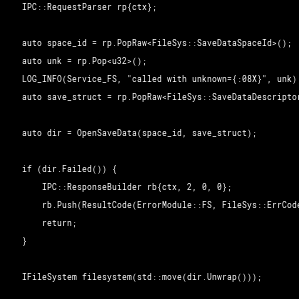 IPC::RequestParser rp{ctx};
auto space_id = rp.PopRaw<FileSys::SaveDataSpaceId>();
auto unk = rp.Pop<u32>();
LOG_INFO(Service_FS, "called with unknown={:08X}", unk)
auto save_struct = rp.PopRaw<FileSys::SaveDataDescripto
auto dir = OpenSaveData(space_id, save_struct);
if (dir.Failed()) {
IPC::ResponseBuilder rb{ctx, 2, 0, 0};
rb.Push(ResultCode(ErrorModule::FS, FileSys::ErrCode
return;
}
IFileSystem filesystem(std::move(dir.Unwrap()));